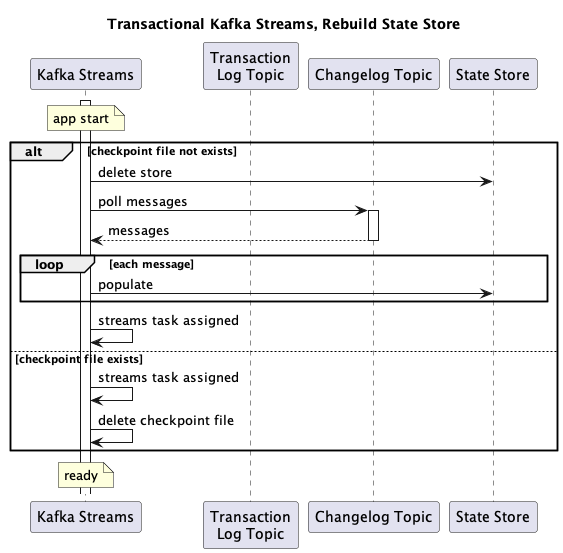 Transactional Kafka Streams, Rebuild State Store
Kafka Streams
Transaction
Log Topic
Changelog Topic
State Store
app start
alt
[checkpoint file not exists]
delete store
poll messages
messages
loop
[each message]
populate
streams task assigned
[checkpoint file exists]
streams task assigned
delete checkpoint file
ready
Kafka Streams
Transaction
Log Topic
Changelog Topic
State Store